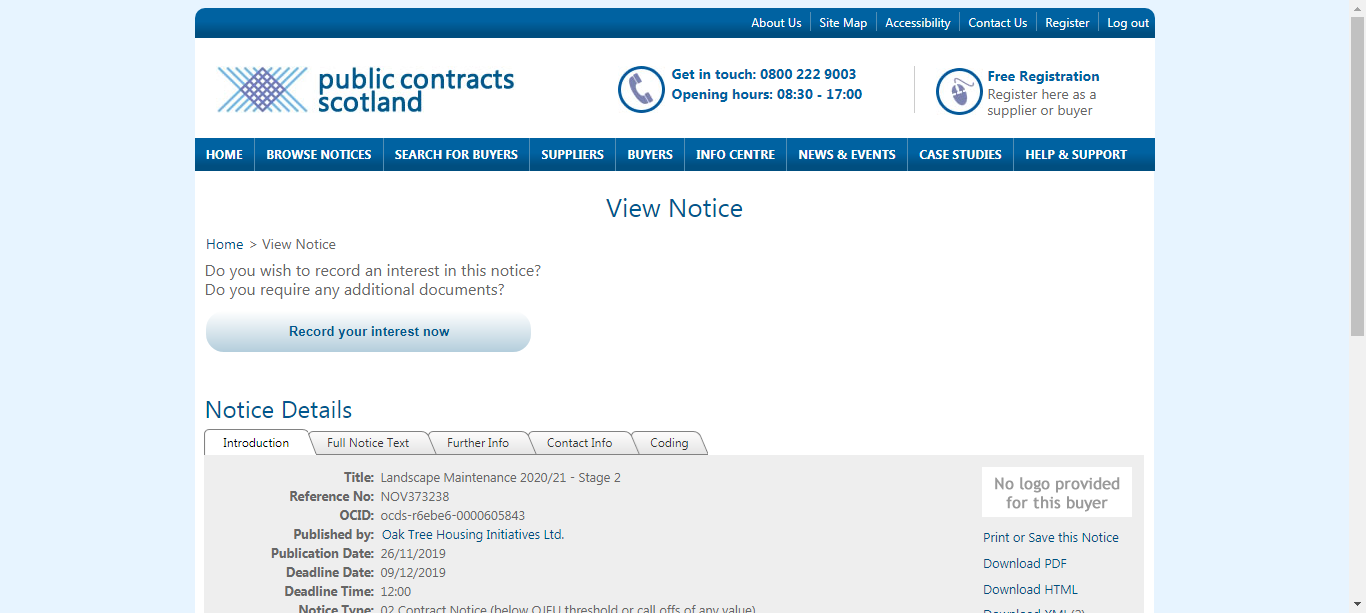 About Us Site Map Accessibility Contact Us Register Log out
public contracts
scotland
Get in touch: 0800 222 9003
Opening hours: 08:30 - 17:00
Free Registration
Register here as a
supplier or buyer
HOME BROWSE NOTICES SEARCH FOR BUYERS SUPPLIERS BUYERS INFO CENTRE NEWS & EVENTS CASE STUDIES HELP & SUPPORT
View Notice
Home > View Notice
Do you wish to record an interest in this notice?
Do you require any additional documents?
Record your interest now
Notice Details
Introduction Full Notice Text Further Info Contact Info Coding
Title: Landscape Maintenance 2020/21 - Stage 2
Reference No: NOV373238
OCID: ocds-r6ebe6-0000605843
Published by: Oak Tree Housing Initiatives Ltd.
Publication Date: 26/11/2019
Deadline Date: 09/12/2019
Deadline Time: 12:00
Notice Type: 02 Contract Notice (below OJEU threshold or call offs of any value)
No logo provided
for this buyer
Print or Save this Notice
Download PDF
Download HTML
Download XML(?)